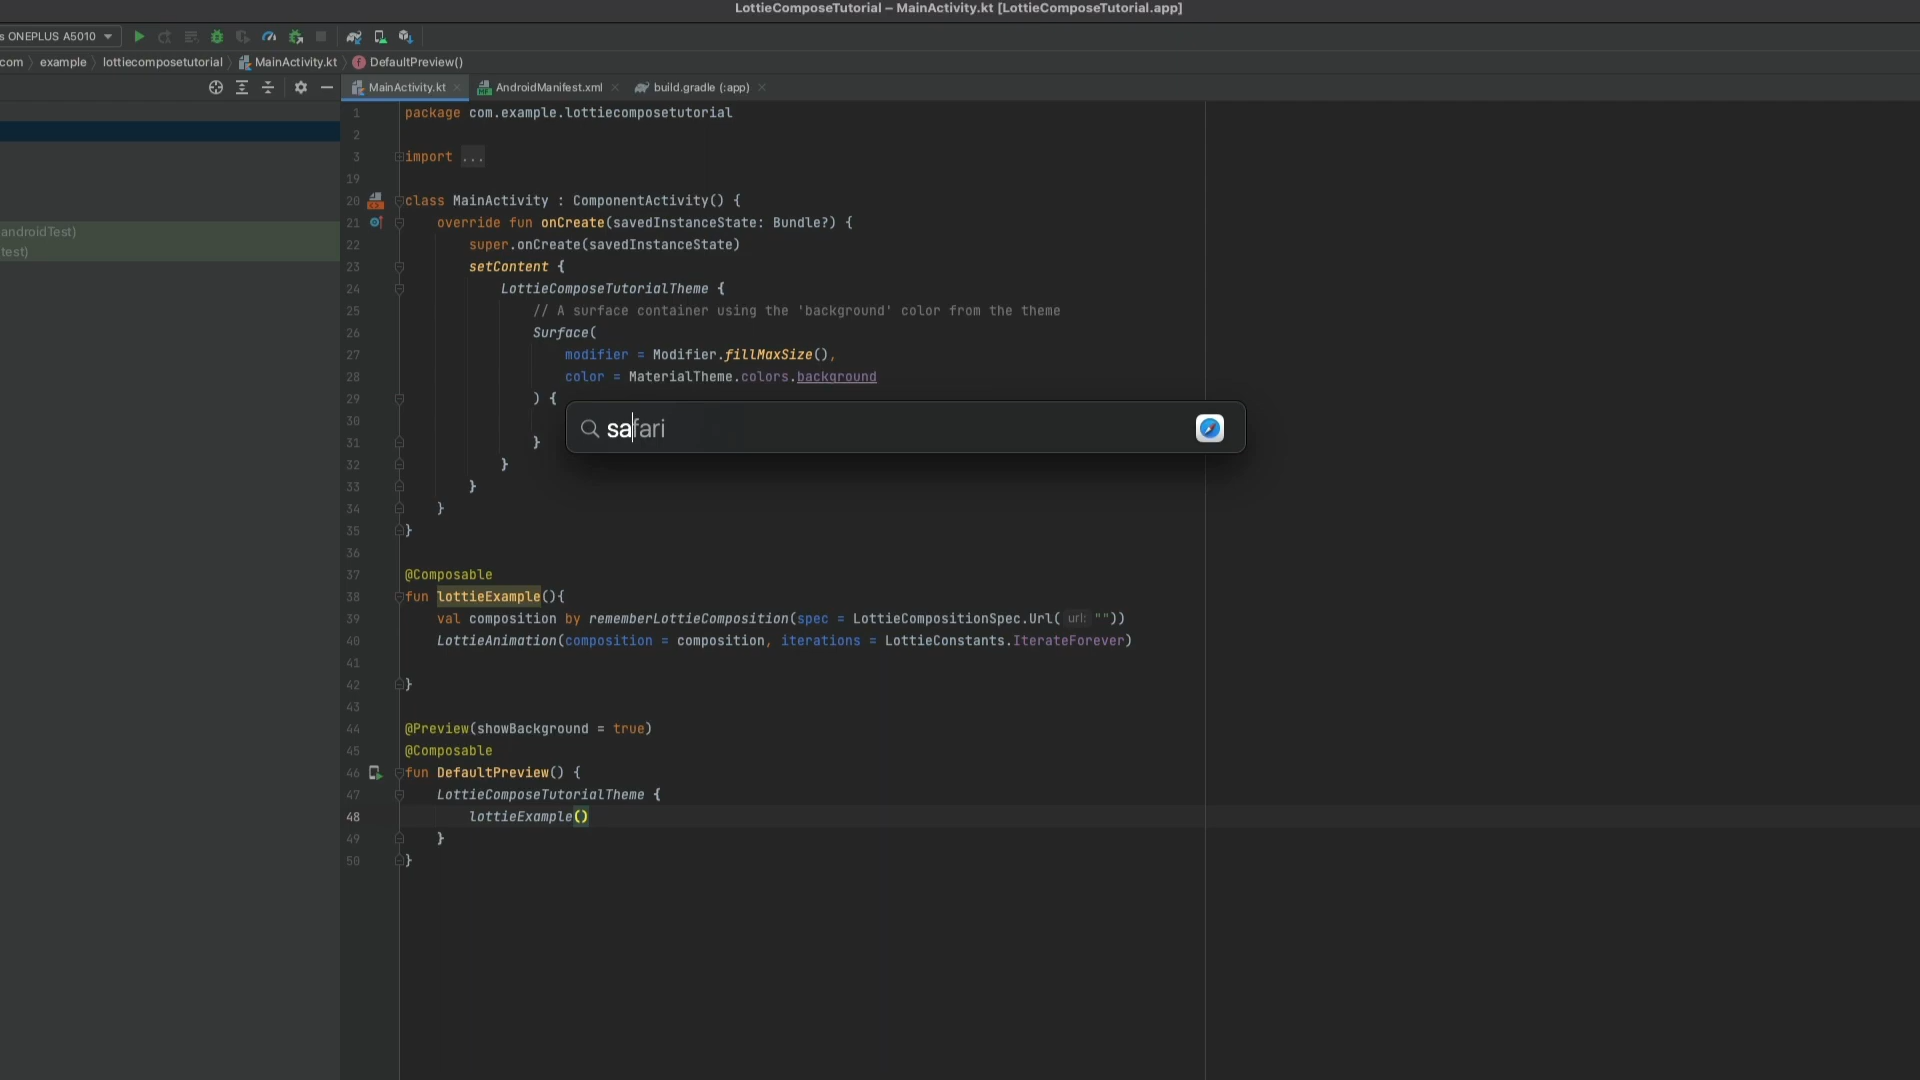 LottieComposeTutorial – MainActivity.kt [LottieComposeTutorial.app]
s ONEPLUS A5010
com example lottiecomposetutorial MainActivity.kt DefaultPreview()
MainActivity.kt AndroidManifest.xml build.gradle (:app)
androidTest)
test)
1 package com.example.lottiecomposetutorial
2
3 import ...
19
20 class MainActivity : ComponentActivity() {
21 override fun onCreate(savedInstanceState: Bundle?) {
22 super.onCreate(savedInstanceState)
23 setContent {
24 LottieComposeTutorialTheme {
25 // A surface container using the 'background' color from the theme
26 Surface(
27 modifier = Modifier.fillMaxSize(),
28 color = MaterialTheme.colors.background
29 ) {
30
safari
31 }
32 }
33 }
34 }
35 }
36
37 @Composable
38 fun lottieExample(){
39 val composition by rememberLottieComposition(spec = LottieCompositionSpec.Url( url: ""))
40 LottieAnimation(composition = composition, iterations = LottieConstants.IterateForever)
41
42 }
43
44 @Preview(showBackground = true)
45 @Composable
46 fun DefaultPreview() {
47 LottieComposeTutorialTheme {
48 lottieExample()
49 }
50 }